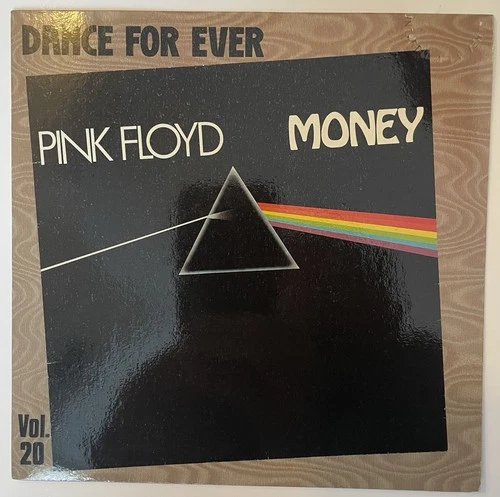 DANCE FOR EVER
PINK FLOYD
MONEY
Vol.
20